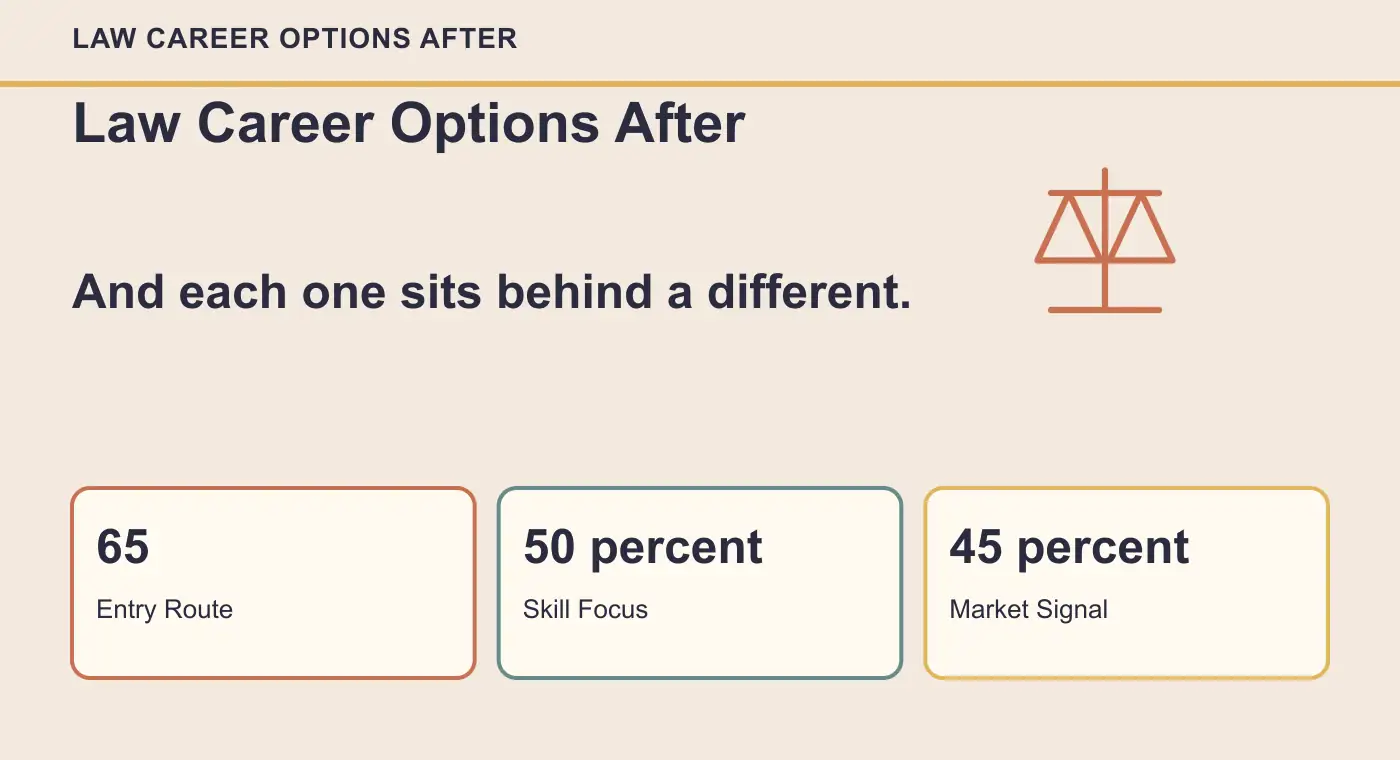 LAW CAREER OPTIONS AFTER
Law Career Options After
And each one sits behind a different.
65
Entry Route
50 percent
Skill Focus
45 percent
Market Signal